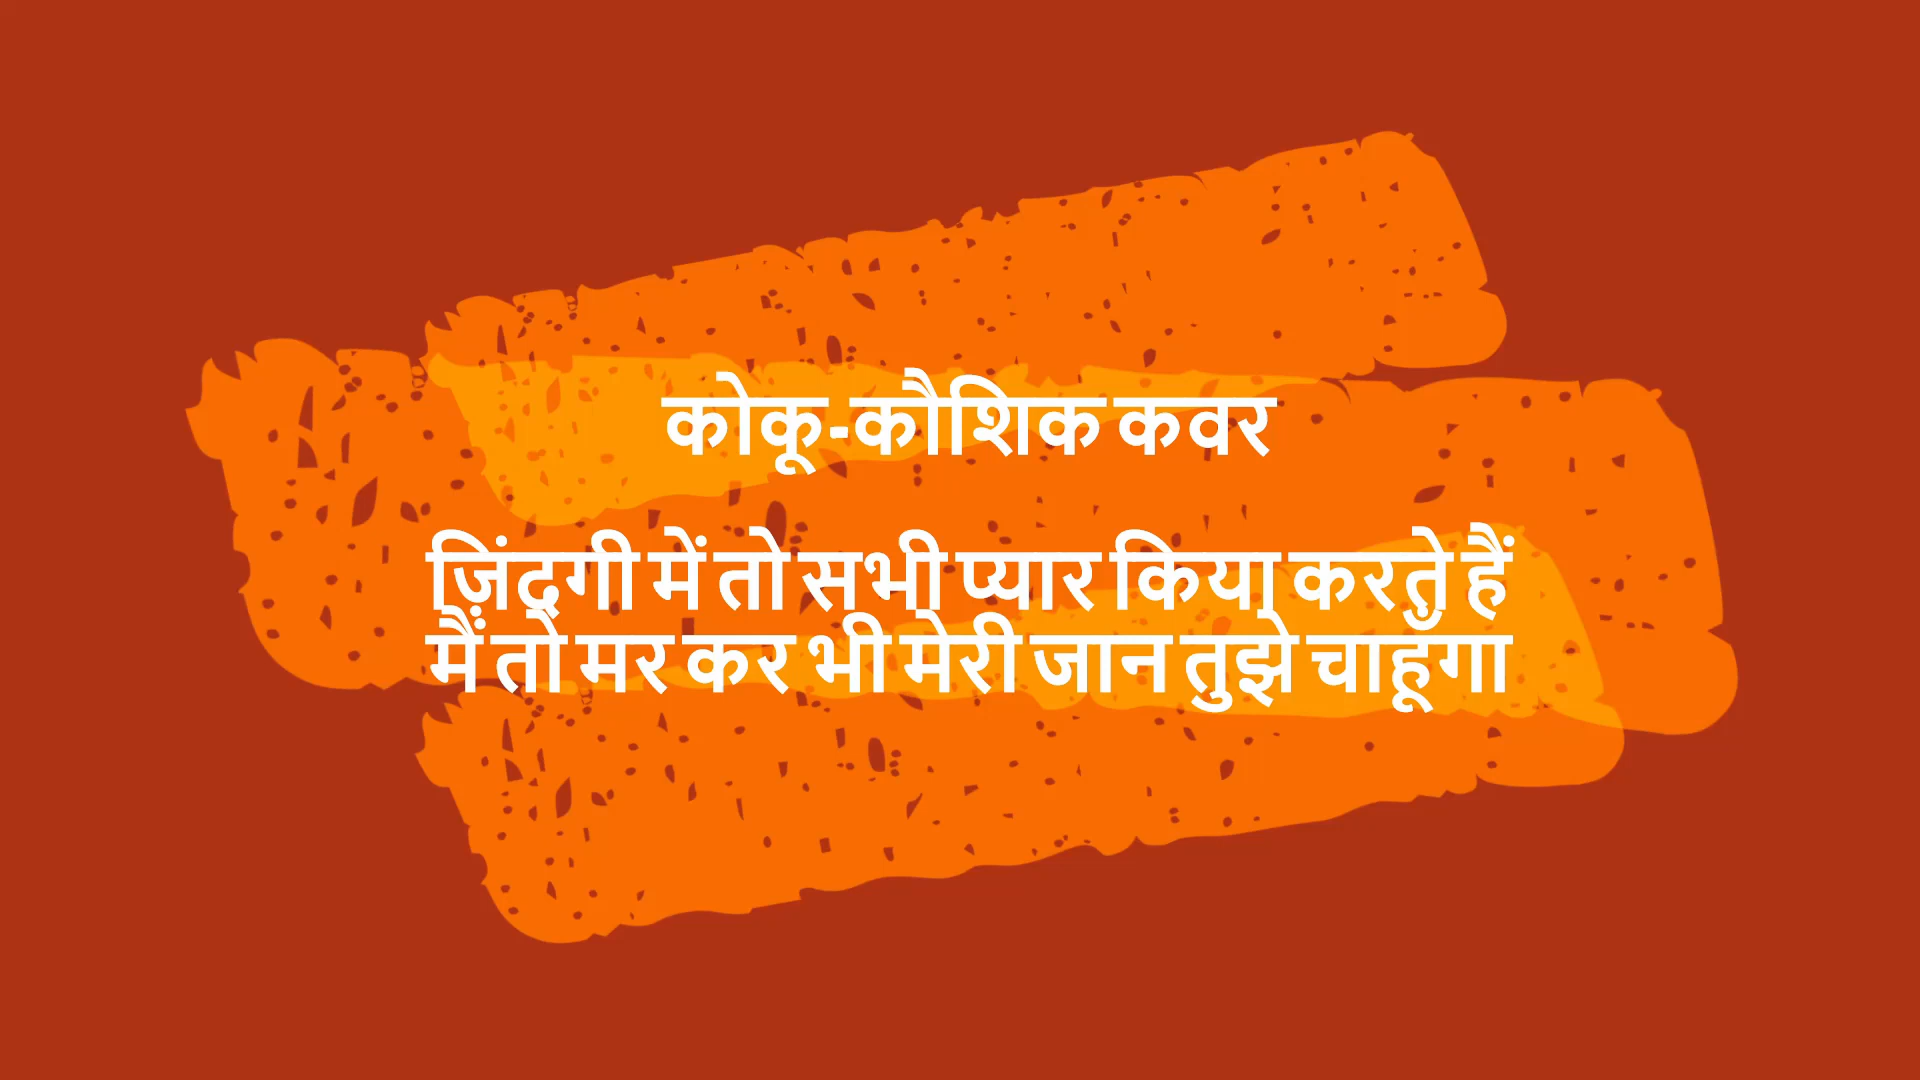 कोकू-कौशिक कवर
ज़िंदगी में तो सभी प्यार किया करते हैं
मैं तो मर कर भी मेरी जान तुझे चाहूँगा